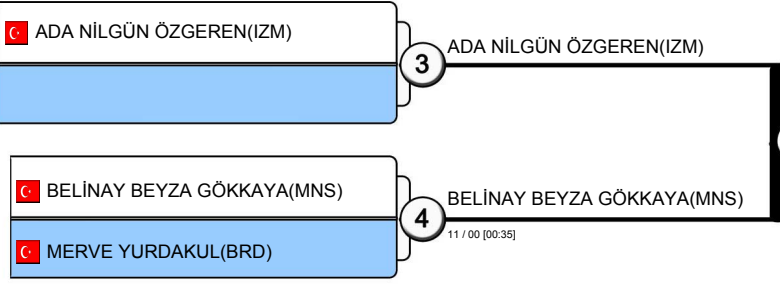 ADA NİLGÜN ÖZGEREN(IZM)
3
ADA NİLGÜN ÖZGEREN(IZM)
BELİNAY BEYZA GÖKKAYA(MNS)
MERVE YURDAKUL(BRD)
4
BELİNAY BEYZA GÖKKAYA(MNS)
11 / 00 [00:35]